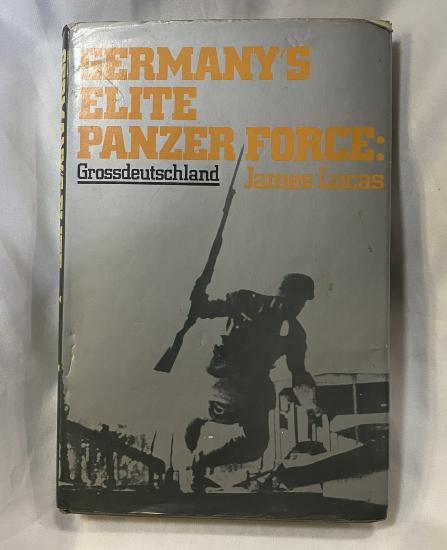 GERMANY'S
ELITE
PANZER FORCE:
Grossdeutschland James Lucas